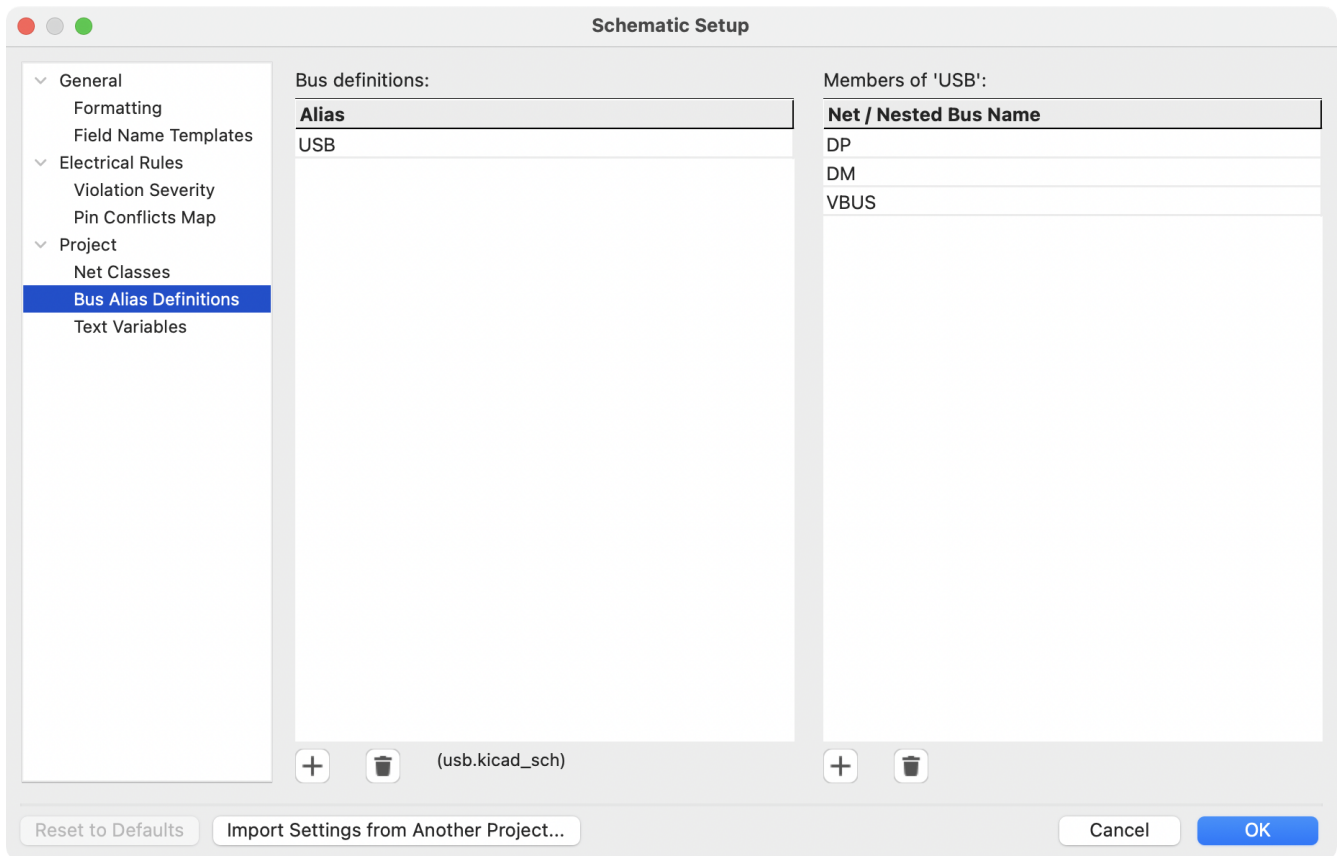 Schematic Setup
General
Formatting
Field Name Templates
Electrical Rules
Violation Severity
Pin Conflicts Map
Project
Net Classes
Bus Alias Definitions
Text Variables
Bus definitions:
Alias
USB
(usb.kicad_sch)
Members of 'USB':
Net / Nested Bus Name
DP
DM
VBUS
Reset to Defaults
Import Settings from Another Project...
Cancel
OK